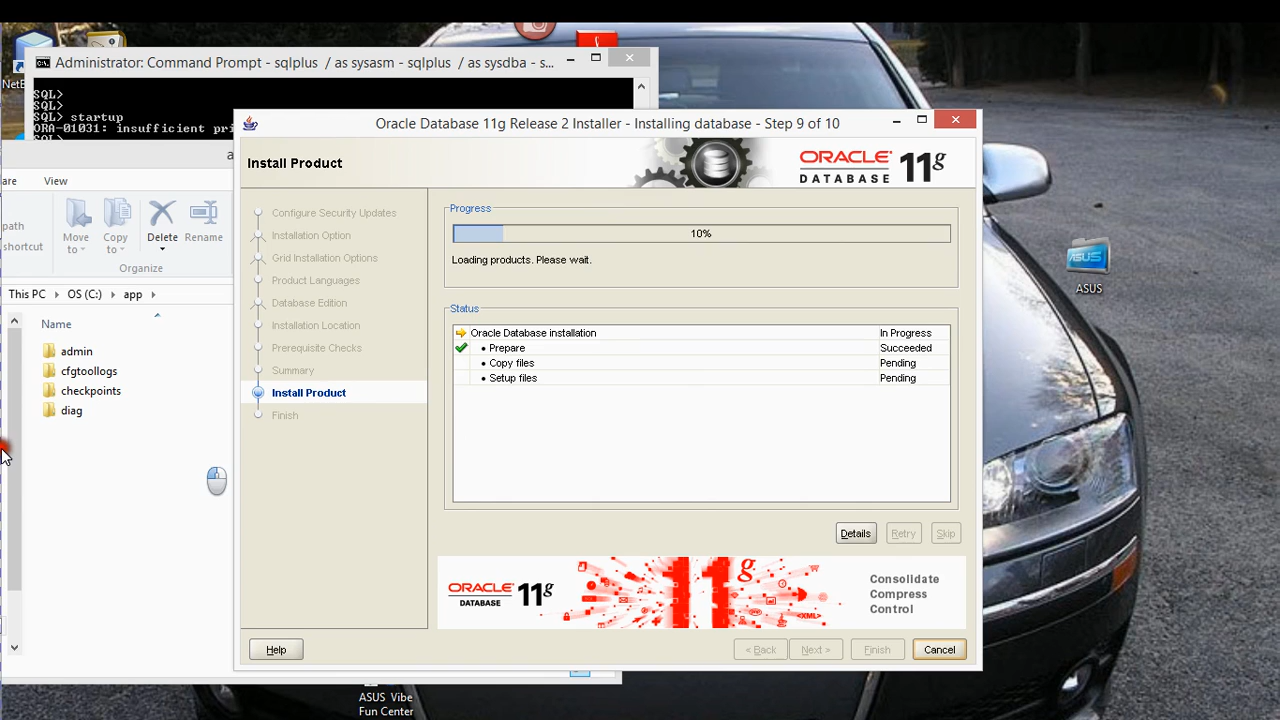 NetB
Administrator: Command Prompt - sqlplus / as sysasm - sqlplus / as sysdba - s...
SQL>
SQL>
SQL> startup
ORA-01031: insufficient pri
SQL>
Oracle Database 11g Release 2 Installer - Installing database - Step 9 of 10
Install Product
ORACLE 11g
DATABASE
a
are
View
path
shortcut
Move to
Copy to
Delete
Rename
Organize
This PC
OS (C:)
app
Name
admin
cfgtoollogs
checkpoints
diag
Configure Security Updates
Installation Option
Grid Installation Options
Product Languages
Database Edition
Installation Location
Prerequisite Checks
Summary
Install Product
Finish
Progress
10%
Loading products. Please wait.
Status
Oracle Database installation In Progress
• Prepare Succeeded
• Copy files Pending
• Setup files Pending
Details
Retry
Skip
ORACLE 11g
DATABASE
11g
<XML>
Consolidate
Compress
Control
Help
< Back
Next >
Finish
Cancel
ASUS
ASUS
ASUS Vibe
Fun Center